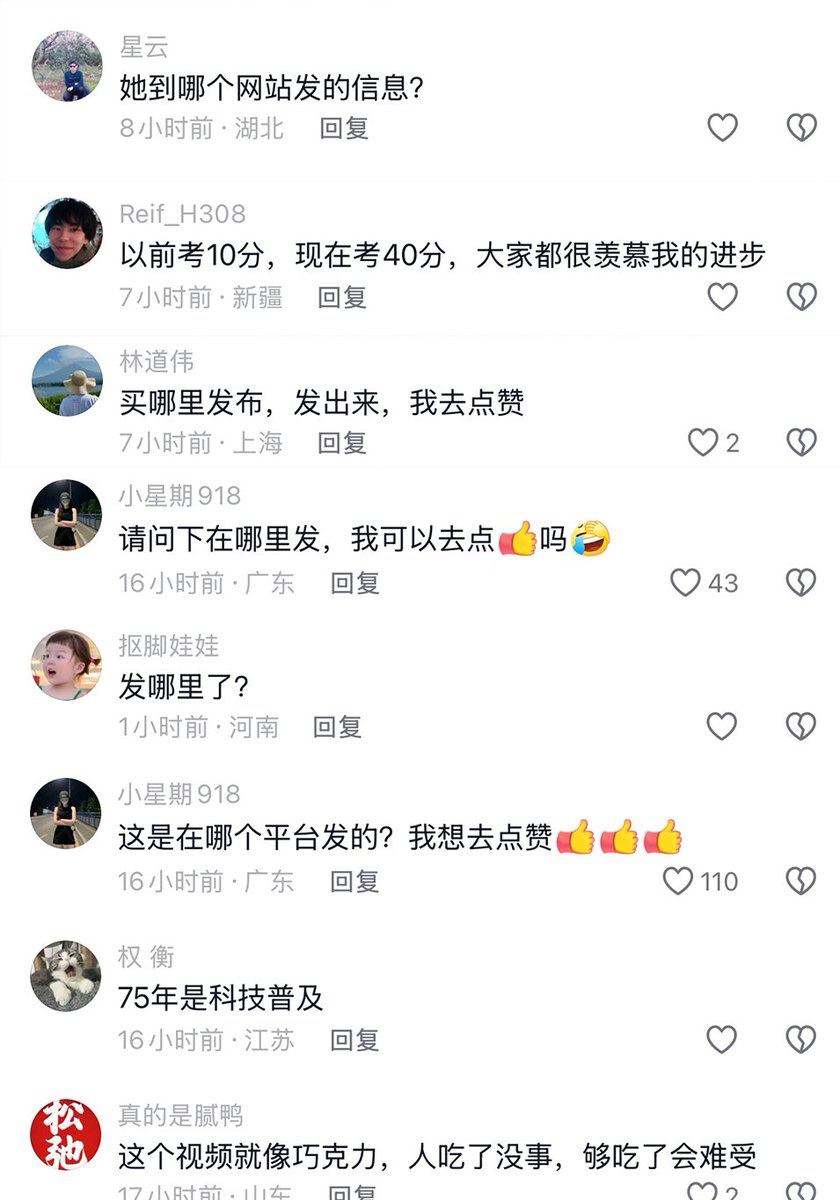 星云
她到哪个网站发的信息？
8小时前·湖北 回复
Reif_H308
以前考10分，现在考40分，大家都很羡慕我的进步
7小时前·新疆 回复
林道伟
买哪里发布，发出来，我去点赞
7小时前·上海 回复 2
小星期918
请问下在哪里发，我可以去点👍吗🤣
16小时前·广东 回复 43
抠脚娃娃
发哪里了？
1小时前·河南 回复
小星期918
这是在哪个平台发的？我想去点赞👍👍👍
16小时前·广东 回复 110
权 衡
75年是科技普及
16小时前·江苏 回复
松弛
真的是腻鸭
这个视频就像巧克力，人吃了没事，够吃了会难受
17小时前·山东 回复 2